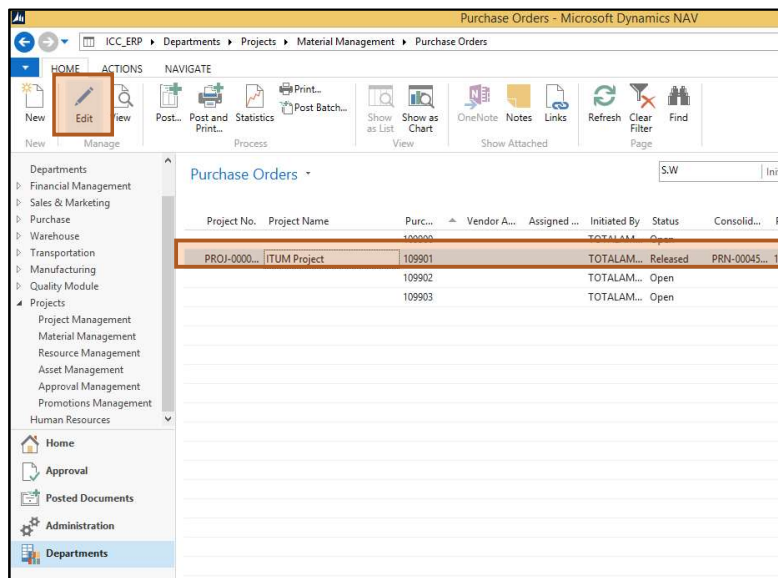 Purchase Orders - Microsoft Dynamics NAV
ICC_ERP Departments Projects Material Management Purchase Orders
HOME ACTIONS NAVIGATE
New Edit View Post... Post and Print... Statistics Print... Post Batch... Show as List Show as Chart OneNote Notes Links Refresh Clear Filter Find
New Manage Process View Show Attached Page
Departments
Financial Management
Sales & Marketing
Purchase
Warehouse
Transportation
Manufacturing
Quality Module
Projects
Project Management
Material Management
Resource Management
Asset Management
Approval Management
Promotions Management
Human Resources
Home
Approval
Posted Documents
Administration
Departments
Purchase Orders
S.W
Project No. Project Name Purc... Vendor A... Assigned ... Initiated By Status Consolid...
TOTALAM... Open
PROJ-0000... ITUM Project 109901 TOTALAM... Released PRN-00045...
109902 TOTALAM... Open
109903 TOTALAM... Open